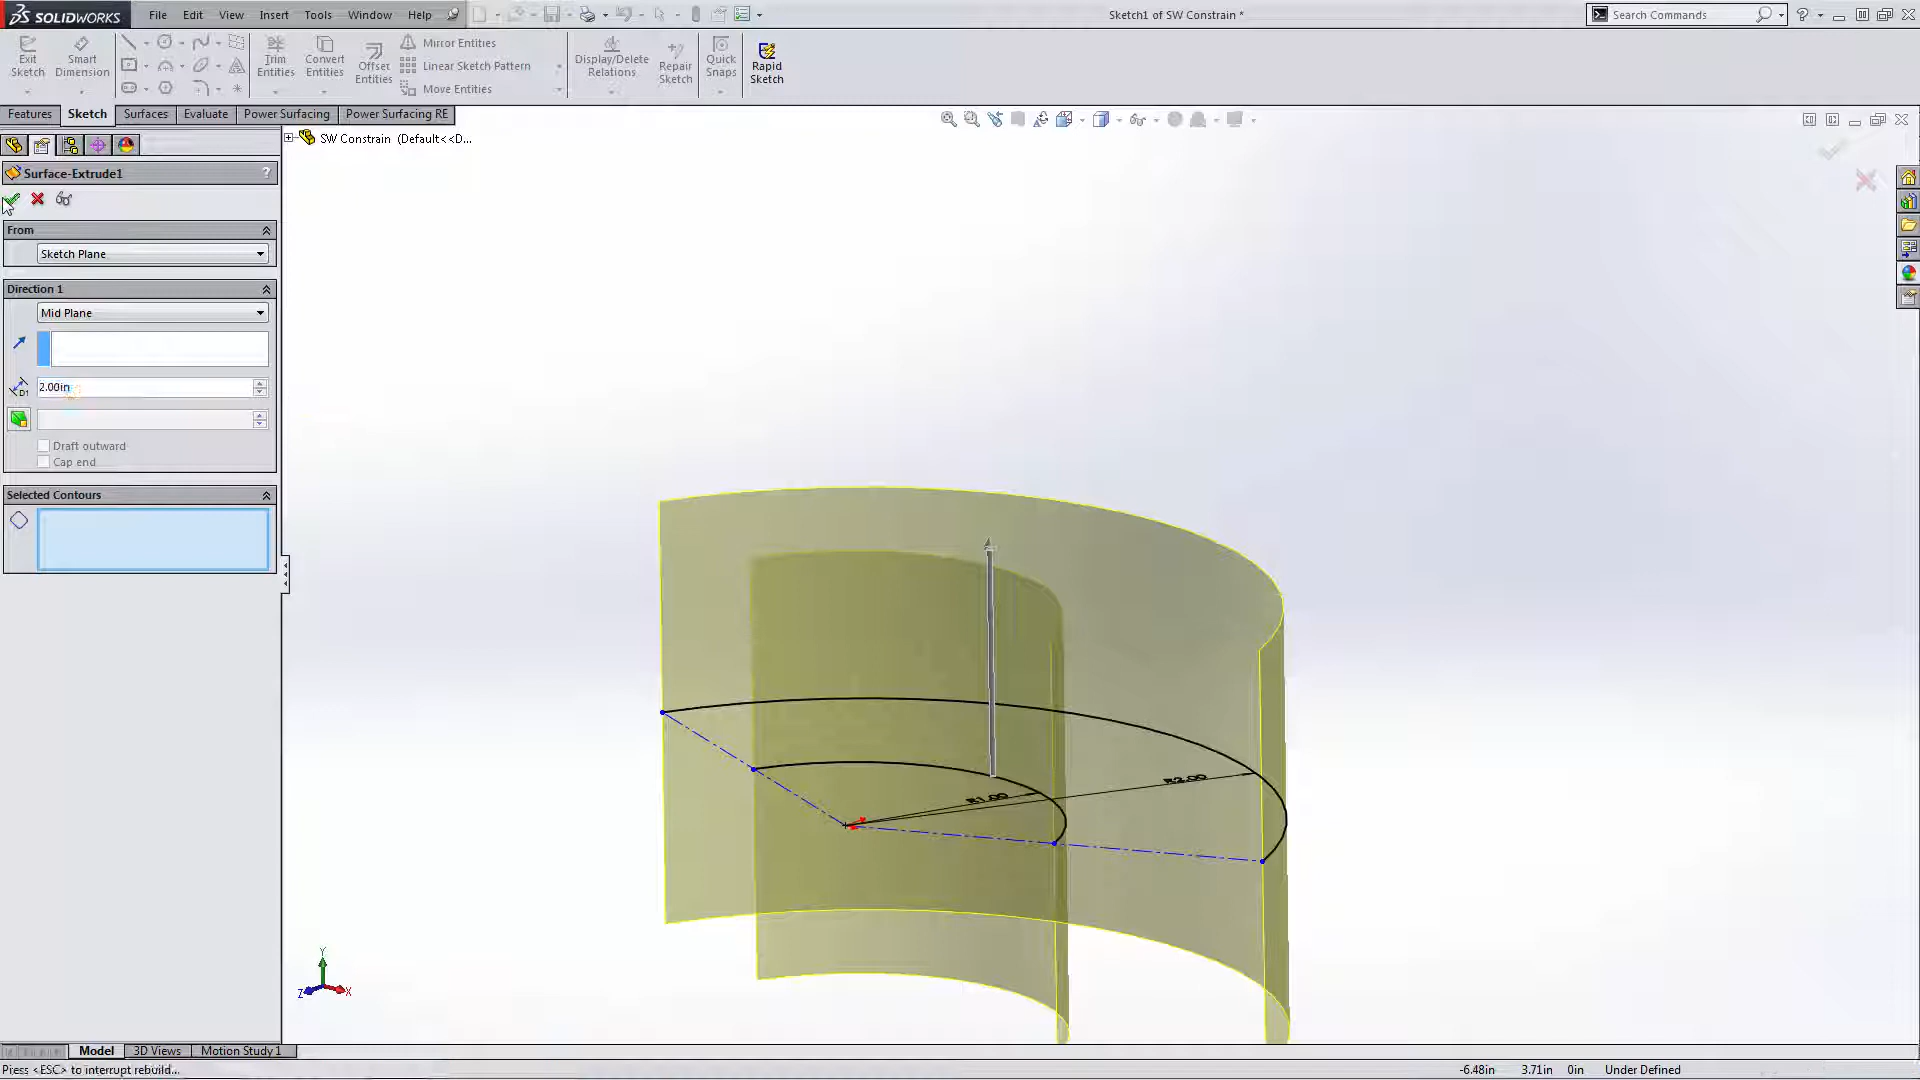 SOLIDWORKS File Edit View Insert Tools Window Help Sketch1 of SW Constrain * Search Commands
Exit Sketch
Smart Dimension
Trim Entities
Convert Entities
Offset Entities
Mirror Entities
Linear Sketch Pattern
Move Entities
Display/Delete Relations
Repair Sketch
Quick Snaps
Rapid Sketch
Features Sketch Surfaces Evaluate Power Surfacing Power Surfacing RE
SW Constrain (Default<<D...
Surface-Extrude1 ?
From
Sketch Plane
Direction 1
Mid Plane
D1 2.00in
Draft outward
Cap end
Selected Contours
R2.00
R1.00
Y
Z X
Model 3D Views Motion Study 1
Press <ESC> to interrupt rebuild... -6.48in 3.71in 0in Under Defined